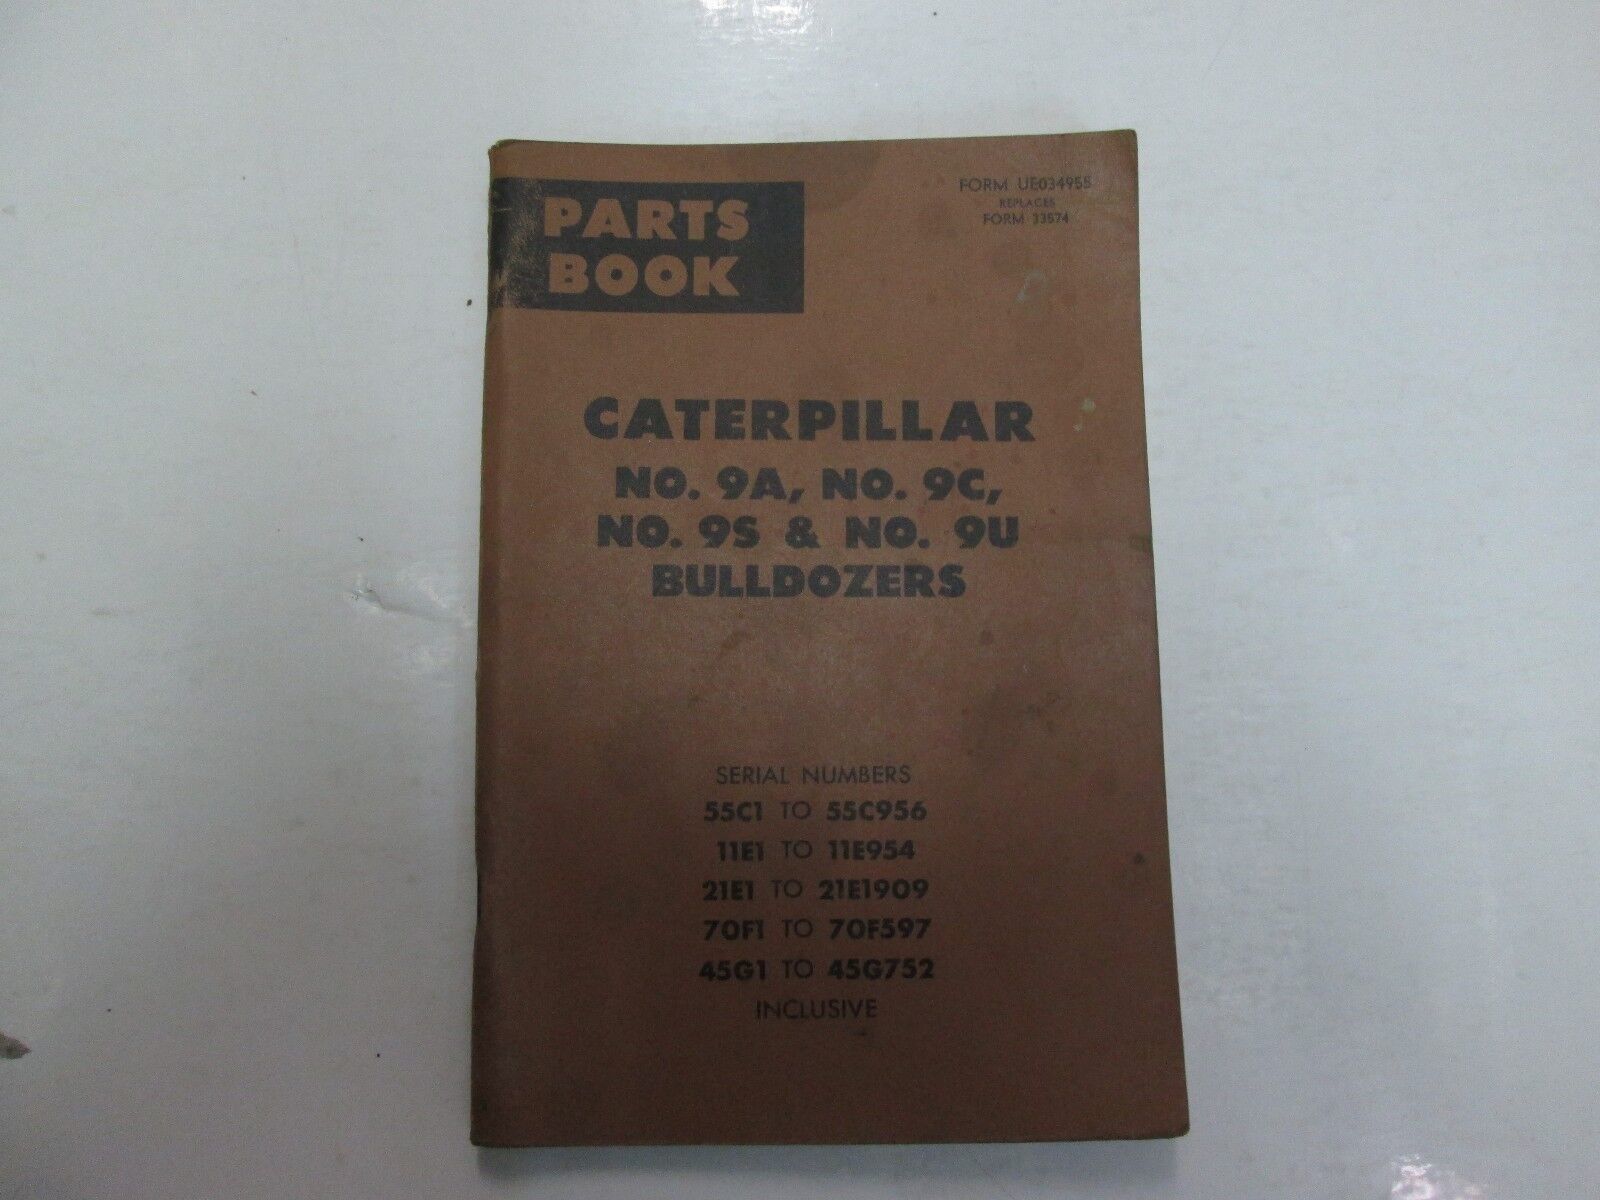 PARTS
BOOK
FORM UE034955
REPLACES
FORM 33574
CATERPILLAR
NO. 9A, NO. 9C,
NO. 9S & NO. 9U
BULLDOZERS
SERIAL NUMBERS
55C1 TO 55C956
11E1 TO 11E954
21E1 TO 21E1909
70F1 TO 70F597
45G1 TO 45G752
INCLUSIVE